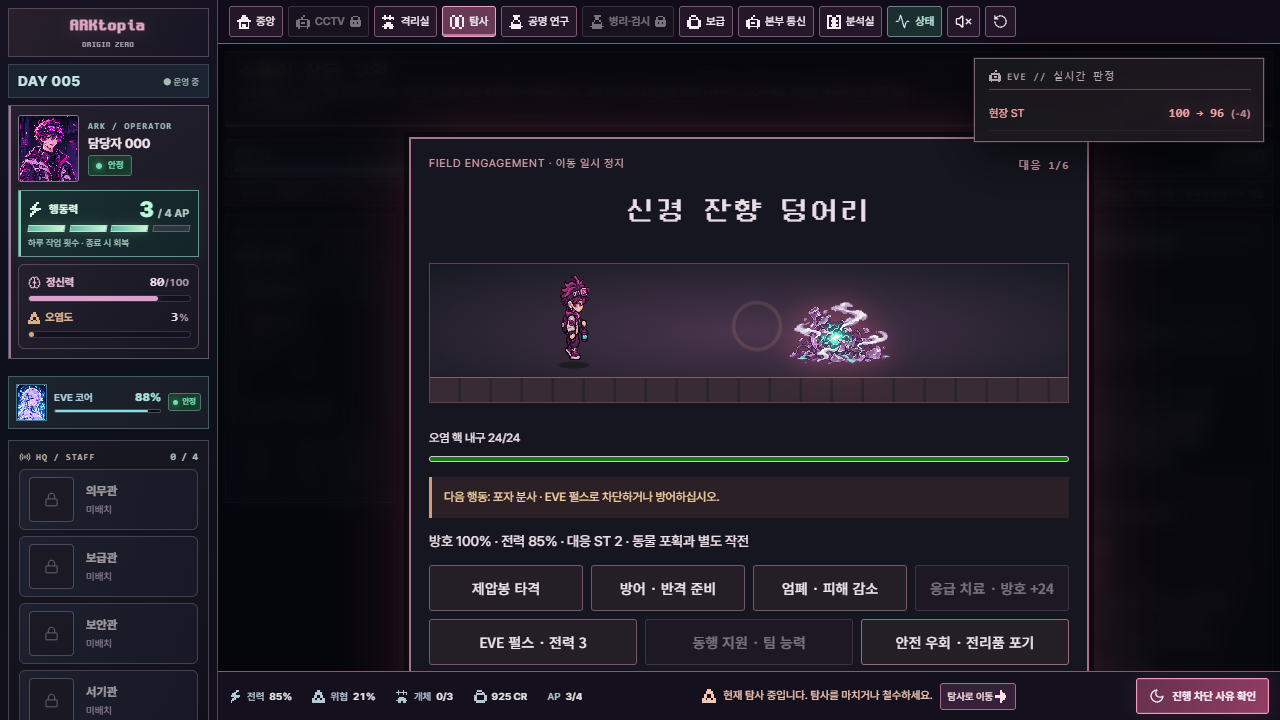 ARKtopia
ORIGIN ZERO
DAY 005
운영 중
ARK / OPERATOR
담당자 000
안정
행동력
3 / 4 AP
하루 작업 횟수 · 종료 시 회복
정신력
80/100
오염도
3%
EVE 코어
88%
안정
HQ / STAFF
0 / 4
의무관
미배치
보급관
미배치
보안관
미배치
서기관
미배치
중앙
CCTV
격리실
탐사
공명 연구
병리·검시
보급
본부 통신
분석실
상태
EVE // 실시간 판정
현장 ST
100 → 96 (-4)
FIELD ENGAGEMENT · 이동 일시 정지
대응 1/6
신경 잔향 덩어리
오염 핵 내구 24/24
다음 행동: 포자 분사 · EVE 펄스로 차단하거나 방어하십시오.
방호 100% · 전력 85% · 대응 ST 2 · 동물 포획과 별도 작전
제압봉 타격
방어 · 반격 준비
엄폐 · 피해 감소
응급 치료 · 방호 +24
EVE 펄스 · 전력 3
동행 지원 · 팀 능력
안전 우회 · 전리품 포기
전력 85%
위협 21%
개체 0/3
925 CR
AP 3/4
현재 탐사 중입니다. 탐사를 마치거나 철수하세요.
탐사로 이동
진행 차단 사유 확인